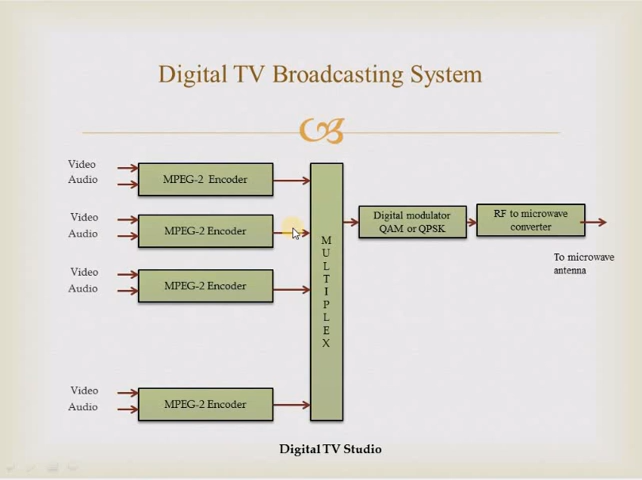 Digital TV Broadcasting System
Video
Audio
MPEG-2 Encoder
Video
Audio
MPEG-2 Encoder
Video
Audio
MPEG-2 Encoder
Video
Audio
MPEG-2 Encoder
M
U
L
T
I
P
L
E
X
Digital modulator
QAM or QPSK
RF to microwave
converter
To microwave
antenna
Digital TV Studio